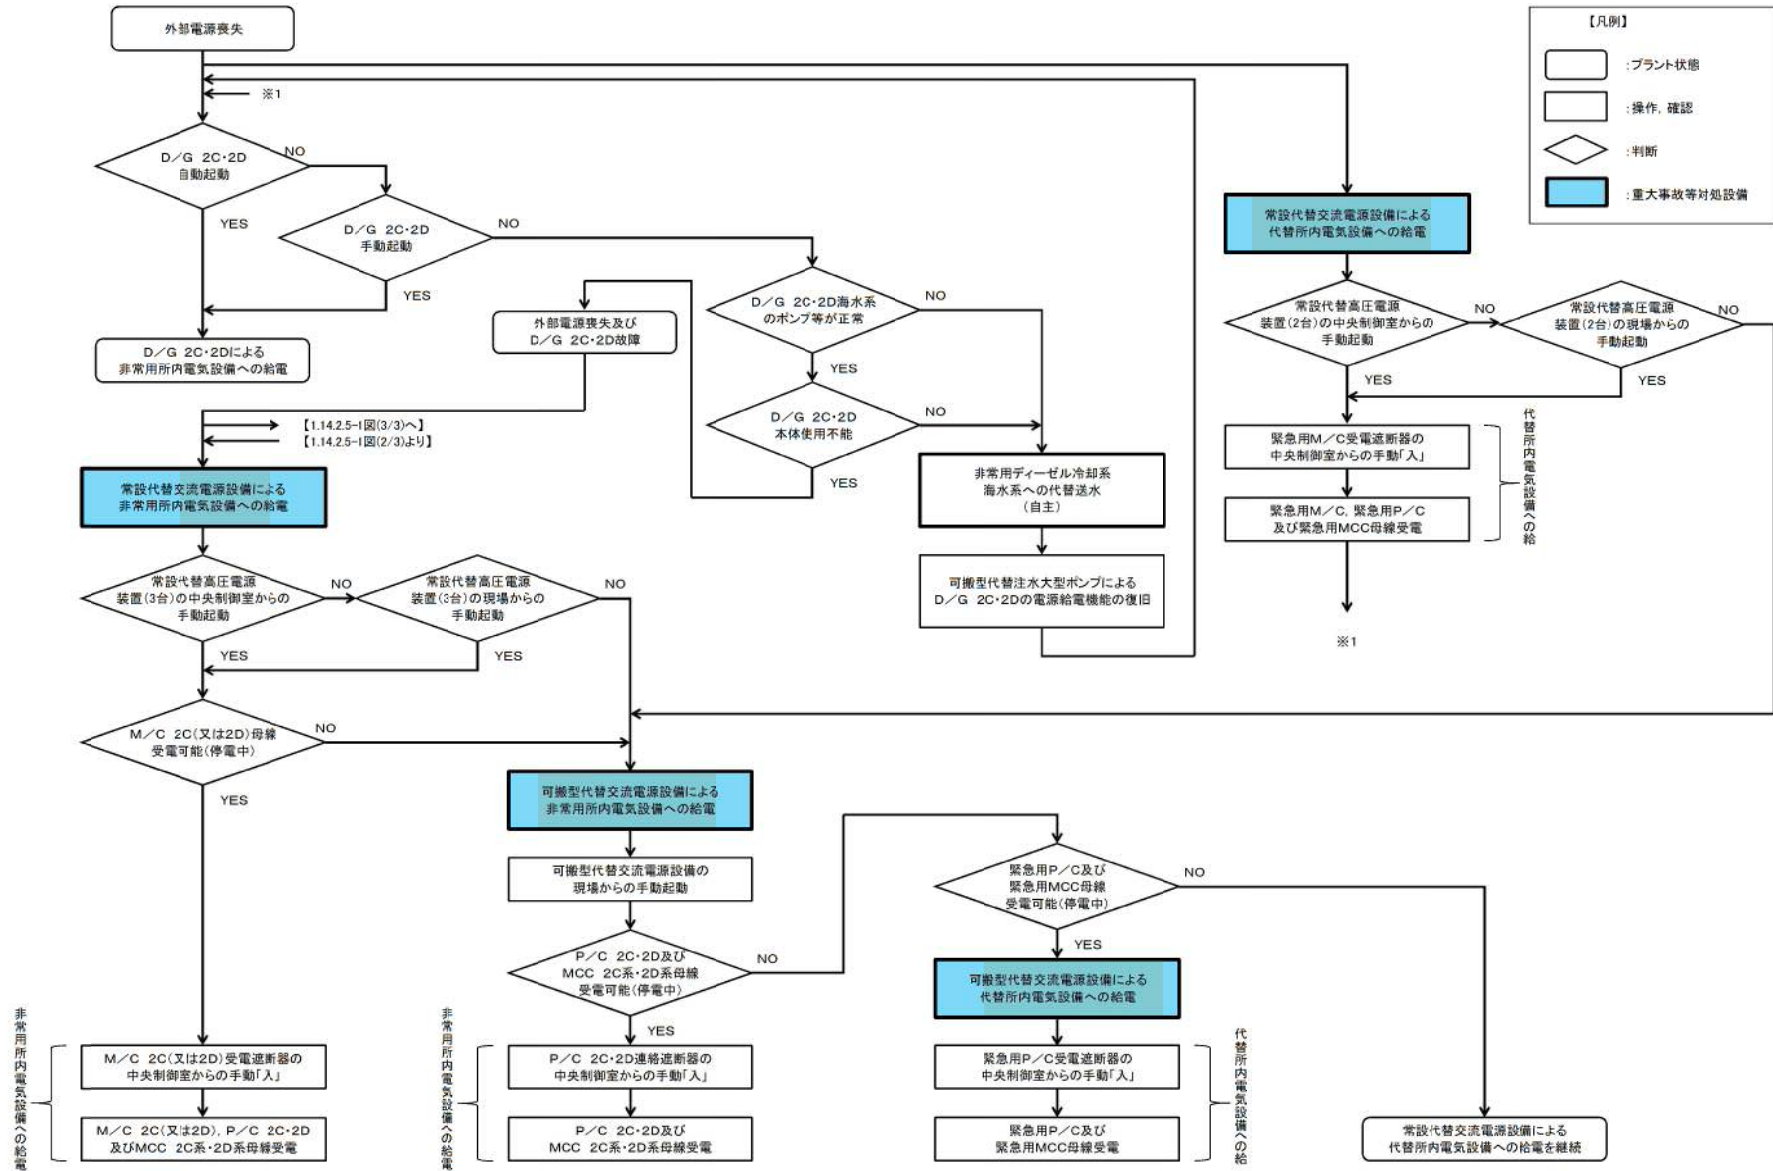 外部電源喪失
※1
D/G 2C・2D
自動起動
NO
YES
D/G 2C・2D
手動起動
NO
YES
D/G 2C・2Dによる
非常用所内電気設備への給電
D/G 2C・2D海水系
のポンプ等が正常
NO
YES
外部電源喪失及び
D/G 2C・2D故障
D/G 2C・2D
本体使用不能
NO
YES
【1.14.2.5-1図(3/3)へ】
【1.14.2.5-1図(2/3)より】
非常用ディーゼル冷却系
海水系への代替送水
(自主)
可搬型代替注水大型ポンプによる
D/G 2C・2Dの電源給電機能の復旧
常設代替交流電源設備による
代替所内電気設備への給電
常設代替高圧電源
装置(2台)の中央制御室からの
手動起動
NO
YES
常設代替高圧電源
装置(2台)の現場からの
手動起動
NO
YES
緊急用M/C受電遮断器の
中央制御室からの手動「入」
緊急用M/C,緊急用P/C
及び緊急用MCC母線受電
代替所内電気設備への給
※1
【凡例】
:プラント状態
:操作,確認
:判断
:重大事故等対処設備
常設代替交流電源設備による
非常用所内電気設備への給電
常設代替高圧電源
装置(3台)の中央制御室からの
手動起動
NO
YES
常設代替高圧電源
装置(3台)の現場からの
手動起動
NO
YES
M/C 2C(又は2D)母線
受電可能(停電中)
NO
YES
可搬型代替交流電源設備による
非常用所内電気設備への給電
可搬型代替交流電源設備の
現場からの手動起動
P/C 2C・2D及び
MCC 2C系・2D系母線
受電可能(停電中)
NO
YES
緊急用P/C及び
緊急用MCC母線
受電可能(停電中)
NO
YES
可搬型代替交流電源設備による
代替所内電気設備への給電
非常用所内電気設備への給電
M/C 2C(又は2D)受電遮断器の
中央制御室からの手動「入」
M/C 2C(又は2D),P/C 2C・2D
及びMCC 2C系・2D系母線受電
非常用所内電気設備への給電
P/C 2C・2D連絡遮断器の
中央制御室からの手動「入」
P/C 2C・2D及び
MCC 2C系・2D系母線受電
緊急用P/C受電遮断器の
中央制御室からの手動「入」
緊急用P/C及び
緊急用MCC母線受電
代替所内電気設備への給
常設代替交流電源設備による
代替所内電気設備への給電を継続